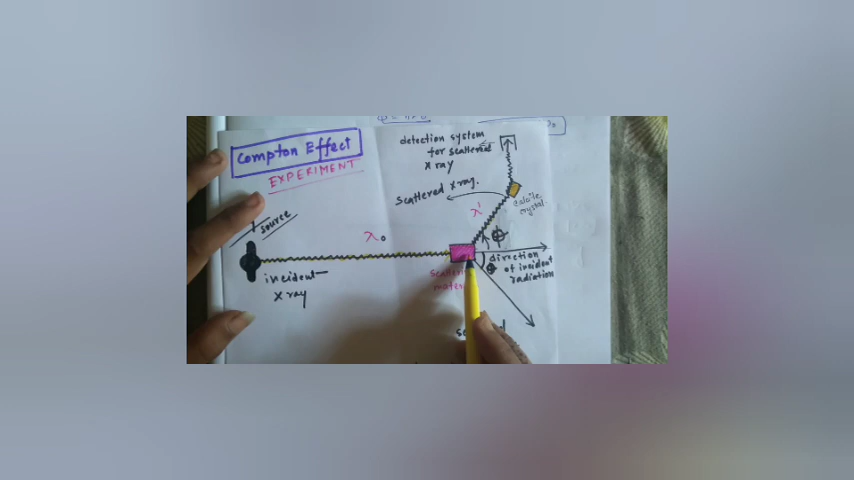 Compton Effect
EXPERIMENT
detection system
for scattered
x ray
Scattered x ray.
calcite
crystal
λ'
ϕ
source
λ₀
incident
x ray
direction
of incident
radiation
θ